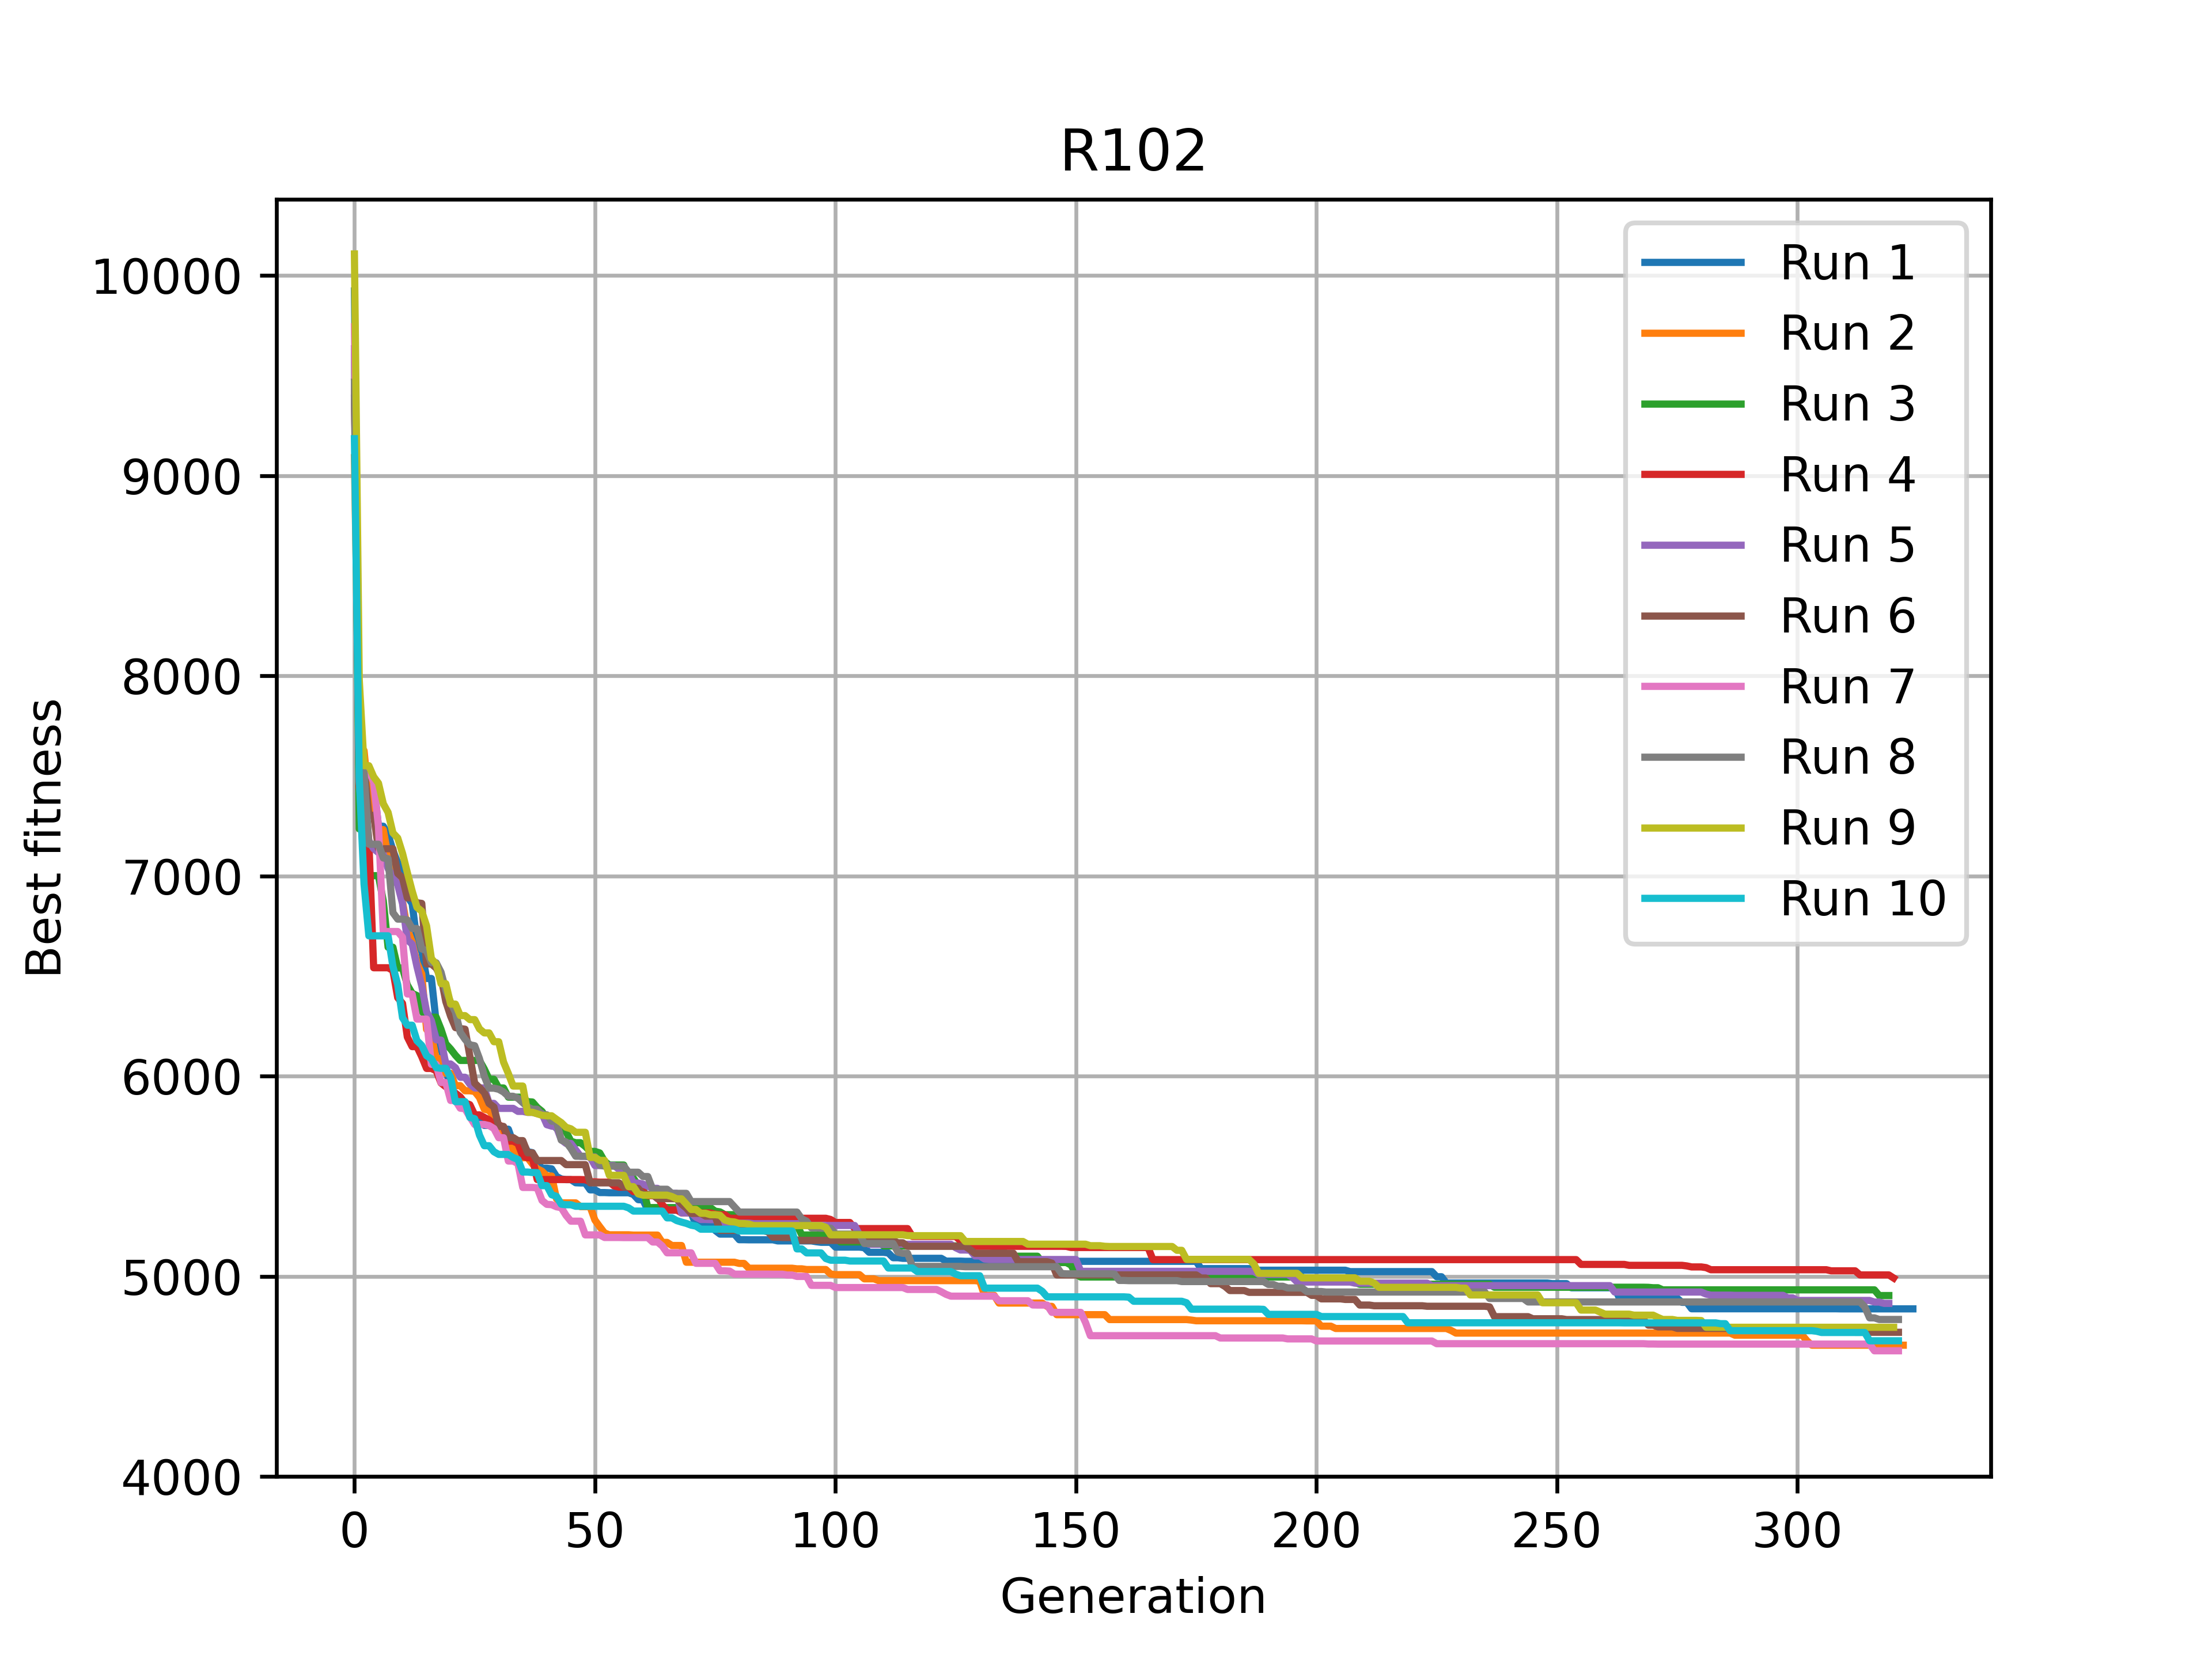 R102
Best fitness
10000
9000
8000
7000
6000
5000
4000
0 50 100 150 200 250 300
Generation
Run 1
Run 2
Run 3
Run 4
Run 5
Run 6
Run 7
Run 8
Run 9
Run 10